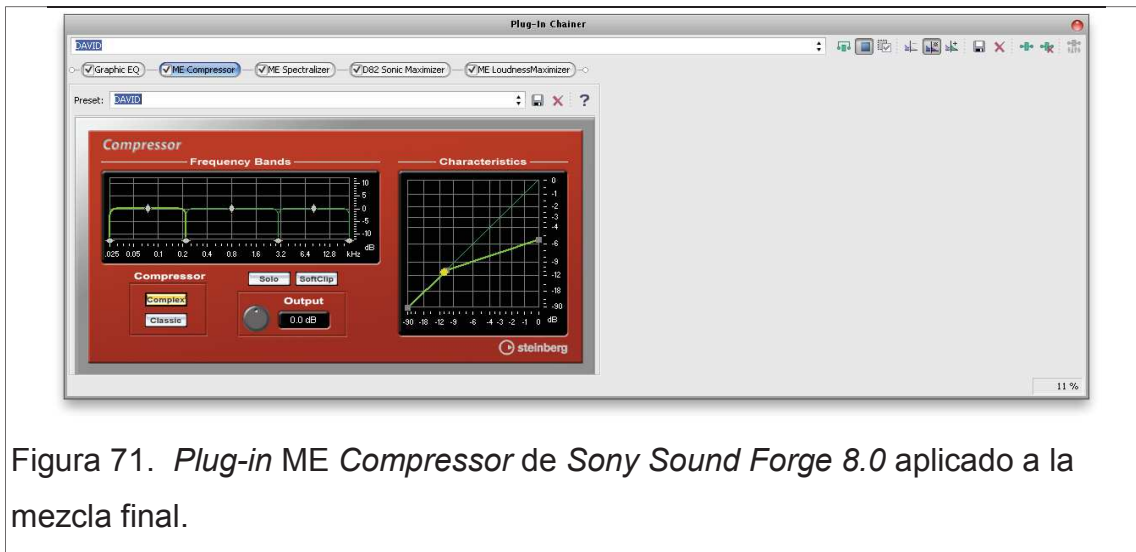 Plug-In Chainer
DAVID
Graphic EQ ME Compressor ME Spectralizer D82 Sonic Maximizer ME LoudnessMaximizer
Preset: DAVID ?
Compressor
Frequency Bands
10
5
0
-5
-10
dB
.025 0.05 0.1 0.2 0.4 0.8 1.6 3.2 6.4 12.8 kHz
Compressor
Complex
Classic
Solo SoftClip
Output
0.0 dB
Characteristics
0
-1
-2
-3
-4
-6
-9
-12
-18
-90
-90 -18 -12 -9 -6 -4 -3 -2 -1 0 dB
steinberg
11 %
Figura 71. Plug-in ME Compressor de Sony Sound Forge 8.0 aplicado a la
mezcla final.